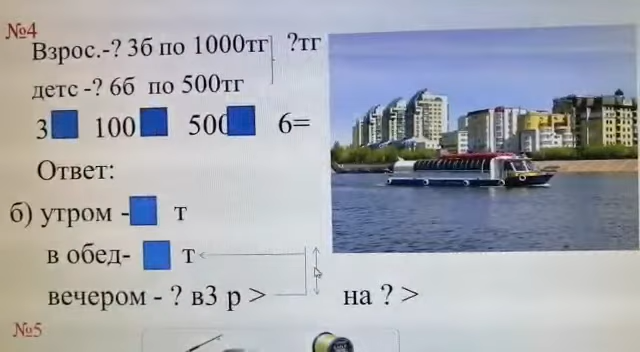 №4
Взрос.-? 3б по 1000тг ?тг
детс -? 6б по 500тг
3 100 500 6=
Ответ:
б) утром - т
в обед- т
вечером - ? в3 р > на ? >
№5